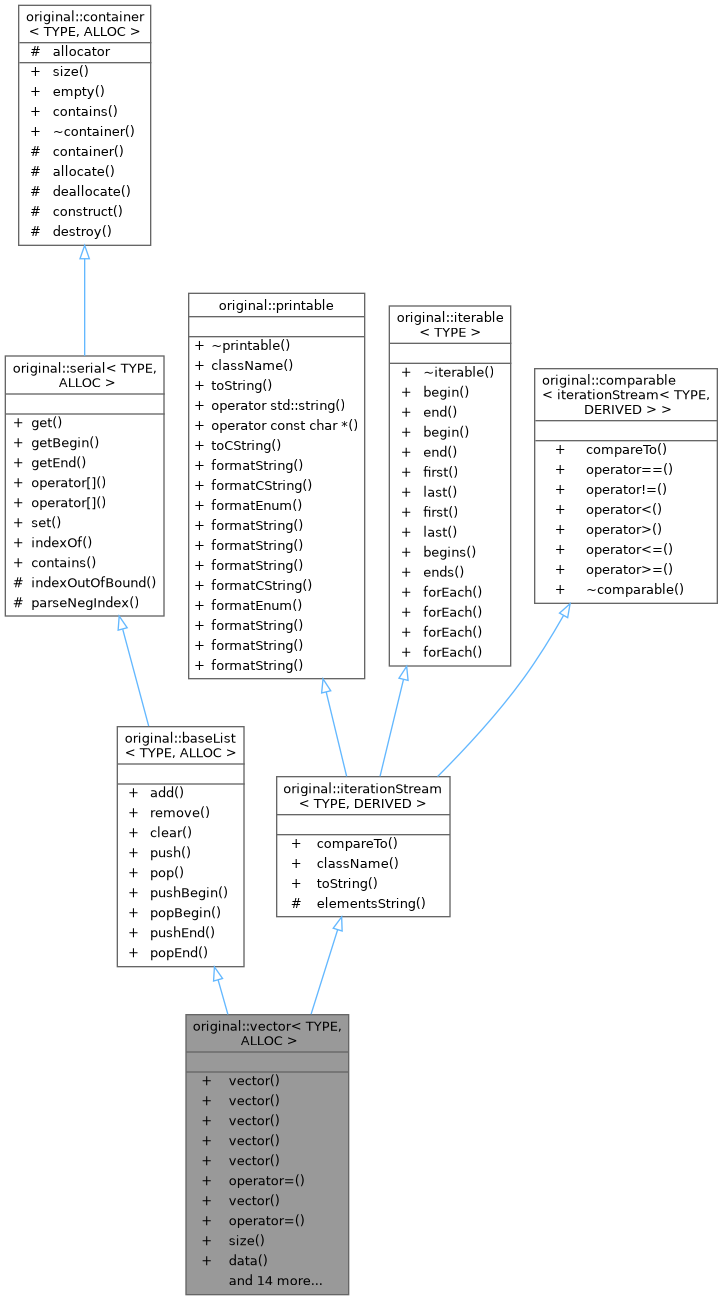 original::container
< TYPE, ALLOC >
# allocator
+ size()
+ empty()
+ contains()
+ ~container()
# container()
# allocate()
# deallocate()
# construct()
# destroy()
original::printable
+ ~printable()
+ className()
+ toString()
+ operator std::string()
+ operator const char *()
+ toCString()
+ formatString()
+ formatCString()
+ formatEnum()
+ formatString()
+ formatString()
+ formatString()
+ formatCString()
+ formatEnum()
+ formatString()
+ formatString()
+ formatString()
original::iterable
< TYPE >
+ ~iterable()
+ begin()
+ end()
+ begin()
+ end()
+ first()
+ last()
+ first()
+ last()
+ begins()
+ ends()
+ forEach()
+ forEach()
+ forEach()
+ forEach()
original::serial< TYPE,
ALLOC >
+ get()
+ getBegin()
+ getEnd()
+ operator[]()
+ operator[]()
+ set()
+ indexOf()
+ contains()
# indexOutOfBound()
# parseNegIndex()
original::comparable
< iterationStream< TYPE,
DERIVED > >
+ compareTo()
+ operator==()
+ operator!=()
+ operator<()
+ operator>()
+ operator<=()
+ operator>=()
+ ~comparable()
original::baseList
< TYPE, ALLOC >
+ add()
+ remove()
+ clear()
+ push()
+ pop()
+ pushBegin()
+ popBegin()
+ pushEnd()
+ popEnd()
original::iterationStream
< TYPE, DERIVED >
+ compareTo()
+ className()
+ toString()
# elementsString()
original::vector< TYPE,
ALLOC >
+ vector()
+ vector()
+ vector()
+ vector()
+ vector()
+ operator=()
+ vector()
+ operator=()
+ size()
+ data()
and 14 more...